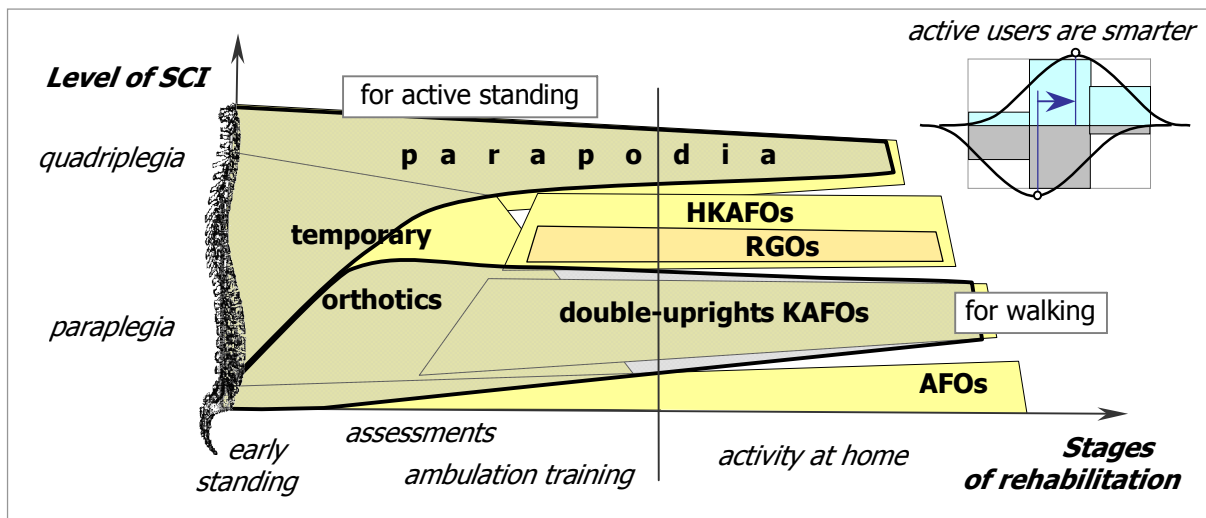 active users are smarter
Level of SCI
for active standing
quadriplegia
parapodia
HKAFOs
temporary
RGOs
orthotics
double-uprights KAFOs
for walking
paraplegia
AFOs
assessments
early
standing
ambulation training
activity at home
Stages
of rehabilitation